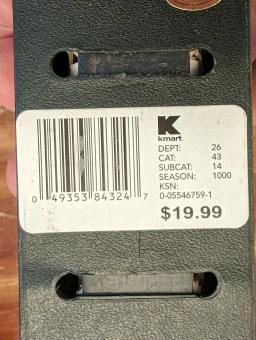 K
kmart
DEPT: 26
CAT: 43
SUBCAT: 14
SEASON: 1000
KSN:
0-05546759-1
$19.99
0 49353 84324 7